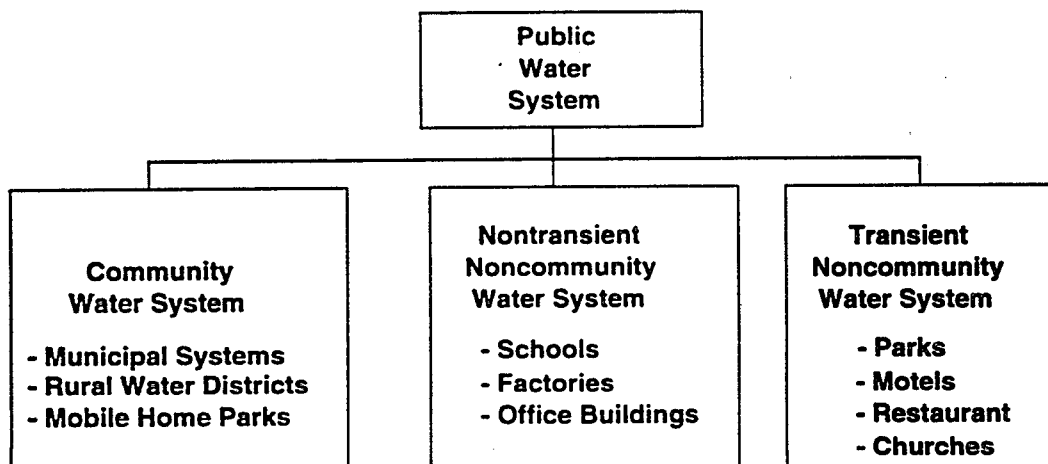 Public
Water
System
Community
Water System
- Municipal Systems
- Rural Water Districts
- Mobile Home Parks
Nontransient
Noncommunity
Water System
- Schools
- Factories
- Office Buildings
Transient
Noncommunity
Water System
- Parks
- Motels
- Restaurant
- Churches